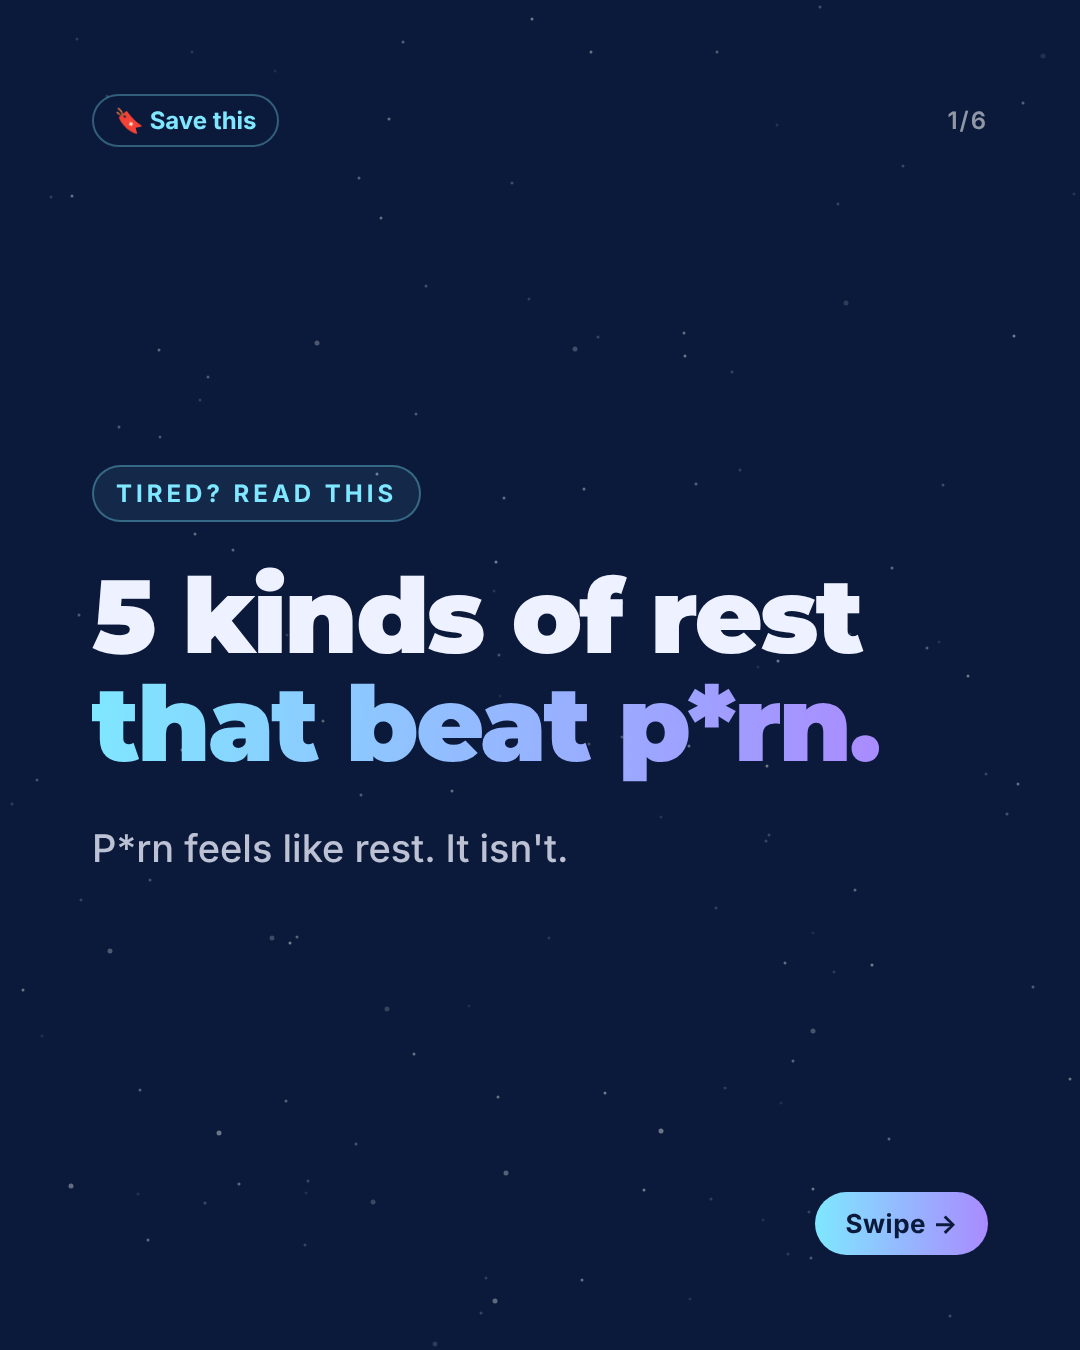 🔖 Save this
1/6
TIRED? READ THIS
5 kinds of rest
that beat p*rn.
P*rn feels like rest. It isn't.
Swipe →